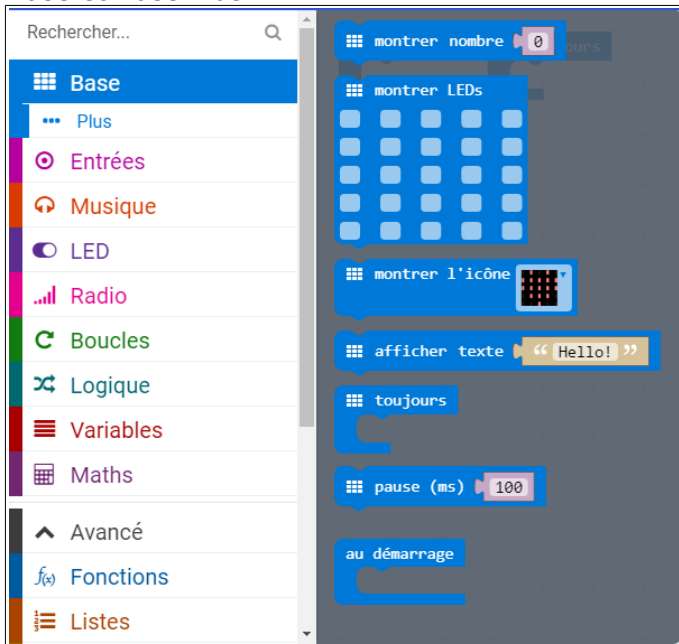 Rechercher...
Base
Plus
Entrées
Musique
LED
Radio
Boucles
Logique
Variables
Maths
Avancé
f(x) Fonctions
Listes
montrer nombre 0
montrer LEDs
montrer l'icône
afficher texte “ Hello! ”
toujours
pause (ms) 100
au démarrage